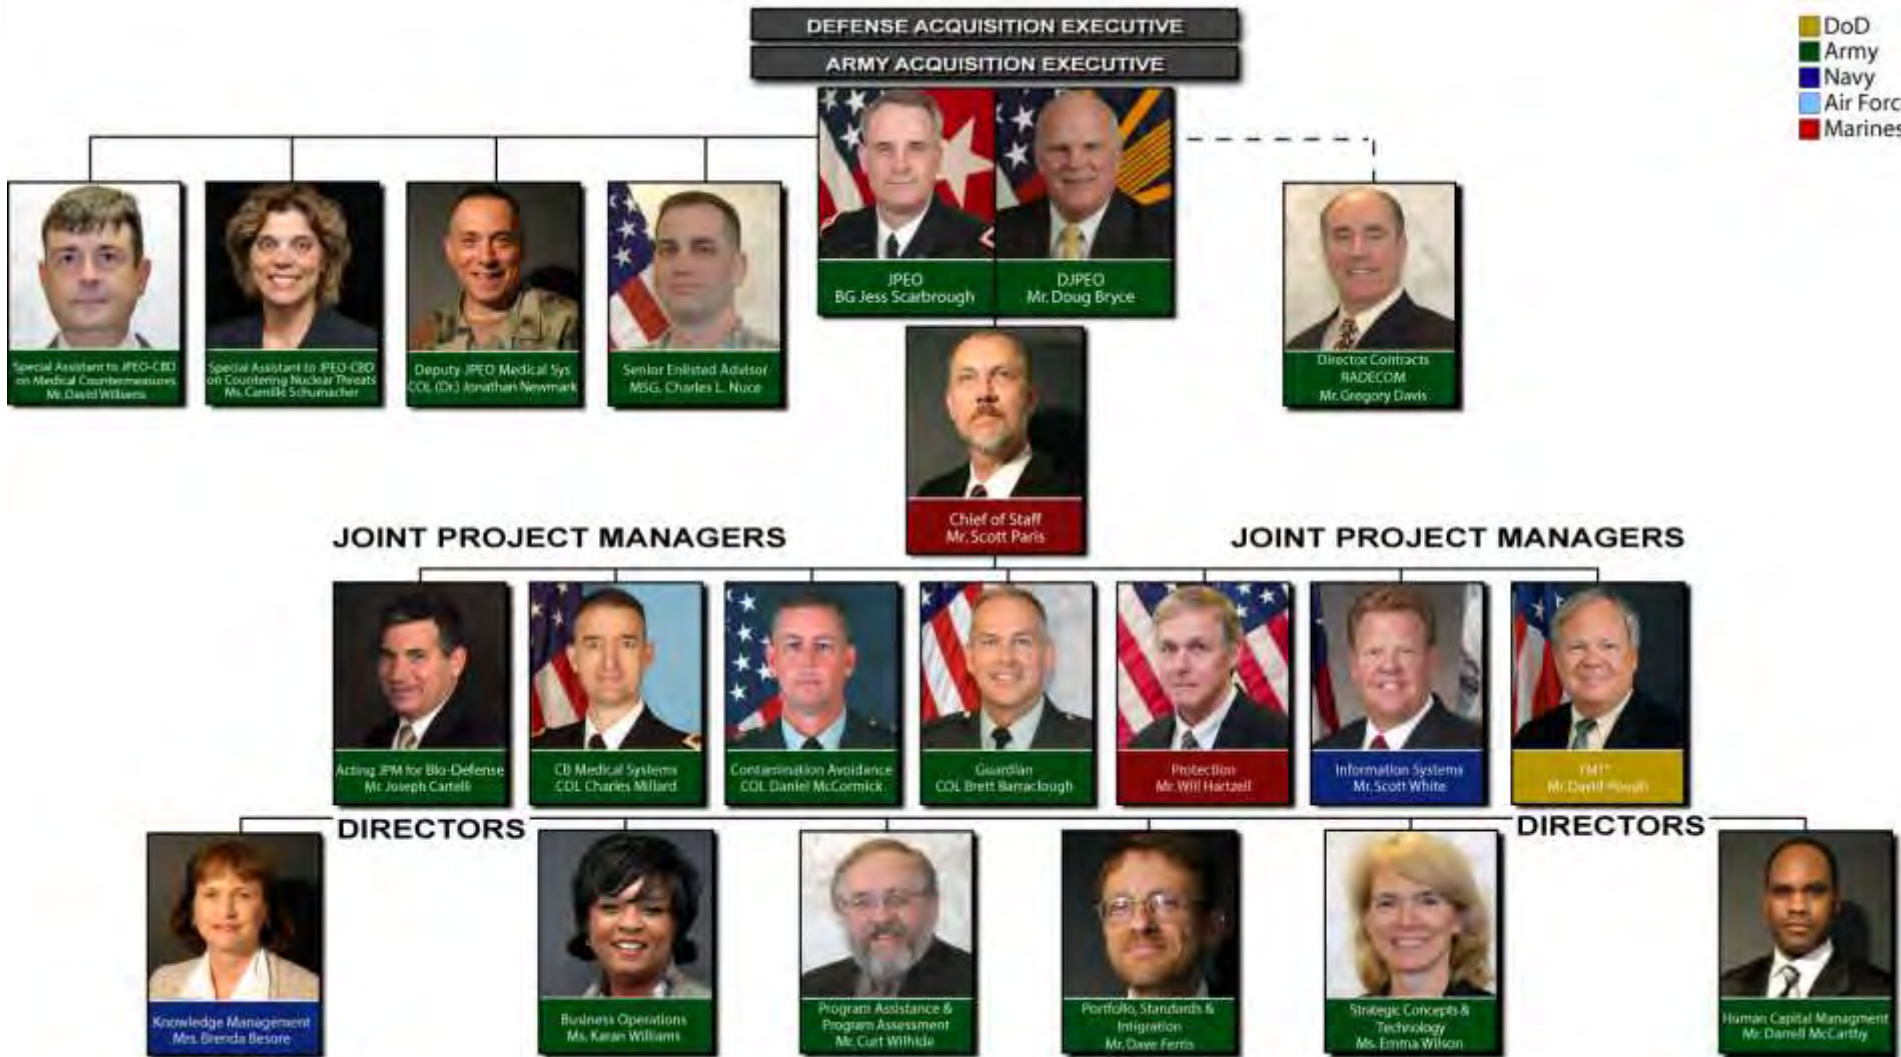 DEFENSE ACQUISITION EXECUTIVE
ARMY ACQUISITION EXECUTIVE
DoD
Army
Navy
Air Forc
Marines
JPEO
BG Jess Scarbrough
DJPEO
Mr. Doug Bryce
Special Assistant to JPEO-CBD
on Medical Countermeasures
Mr. David Williams
Special Assistant to JPEO-CBD
on Countering Nuclear Threats
Ms. Camille Schumacher
Deputy JPEO Medical Sys
COL (Dr.) Jonathan Newmark
Senior Enlisted Advisor
MSG. Charles L. Nuce
Director Contracts
RADECOM
Mr. Gregory Davis
Chief of Staff
Mr. Scott Paris
JOINT PROJECT MANAGERS
JOINT PROJECT MANAGERS
Acting JPM for Bio-Defense
Mr. Joseph Cartelli
CB Medical Systems
COL Charles Millard
Contamination Avoidance
COL Daniel McCormick
Guardian
COL Brett Barraclough
Protection
Mr. Will Hartzell
Information Systems
Mr. Scott White
Mr. David
DIRECTORS
DIRECTORS
Knowledge Management
Mrs. Brenda Besore
Business Operations
Ms. Karan Williams
Program Assistance &
Program Assessment
Mr. Curt Wilhide
Portfolio, Standards &
Intigration
Mr. Dave Ferris
Strategic Concepts &
Technology
Ms. Emma Wilson
Human Capital Managment
Mr. Darrell McCarthy